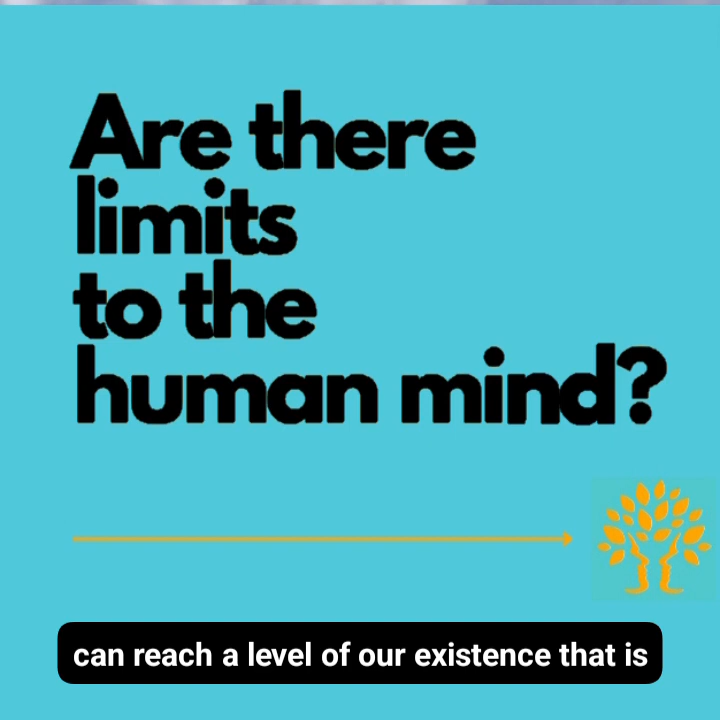 Are there
limits
to the
human mind?
can reach a level of our existence that is